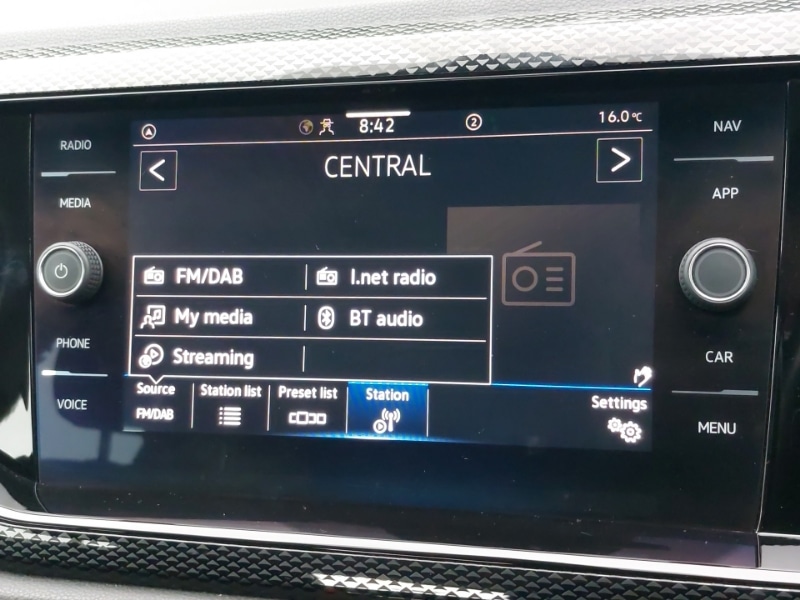 RADIO
MEDIA
PHONE
VOICE
8:42
2
16.0°C
CENTRAL
FM/DAB
I.net radio
My media
BT audio
Streaming
Source
Station list
Preset list
Station
FM/DAB
Settings
NAV
APP
CAR
MENU